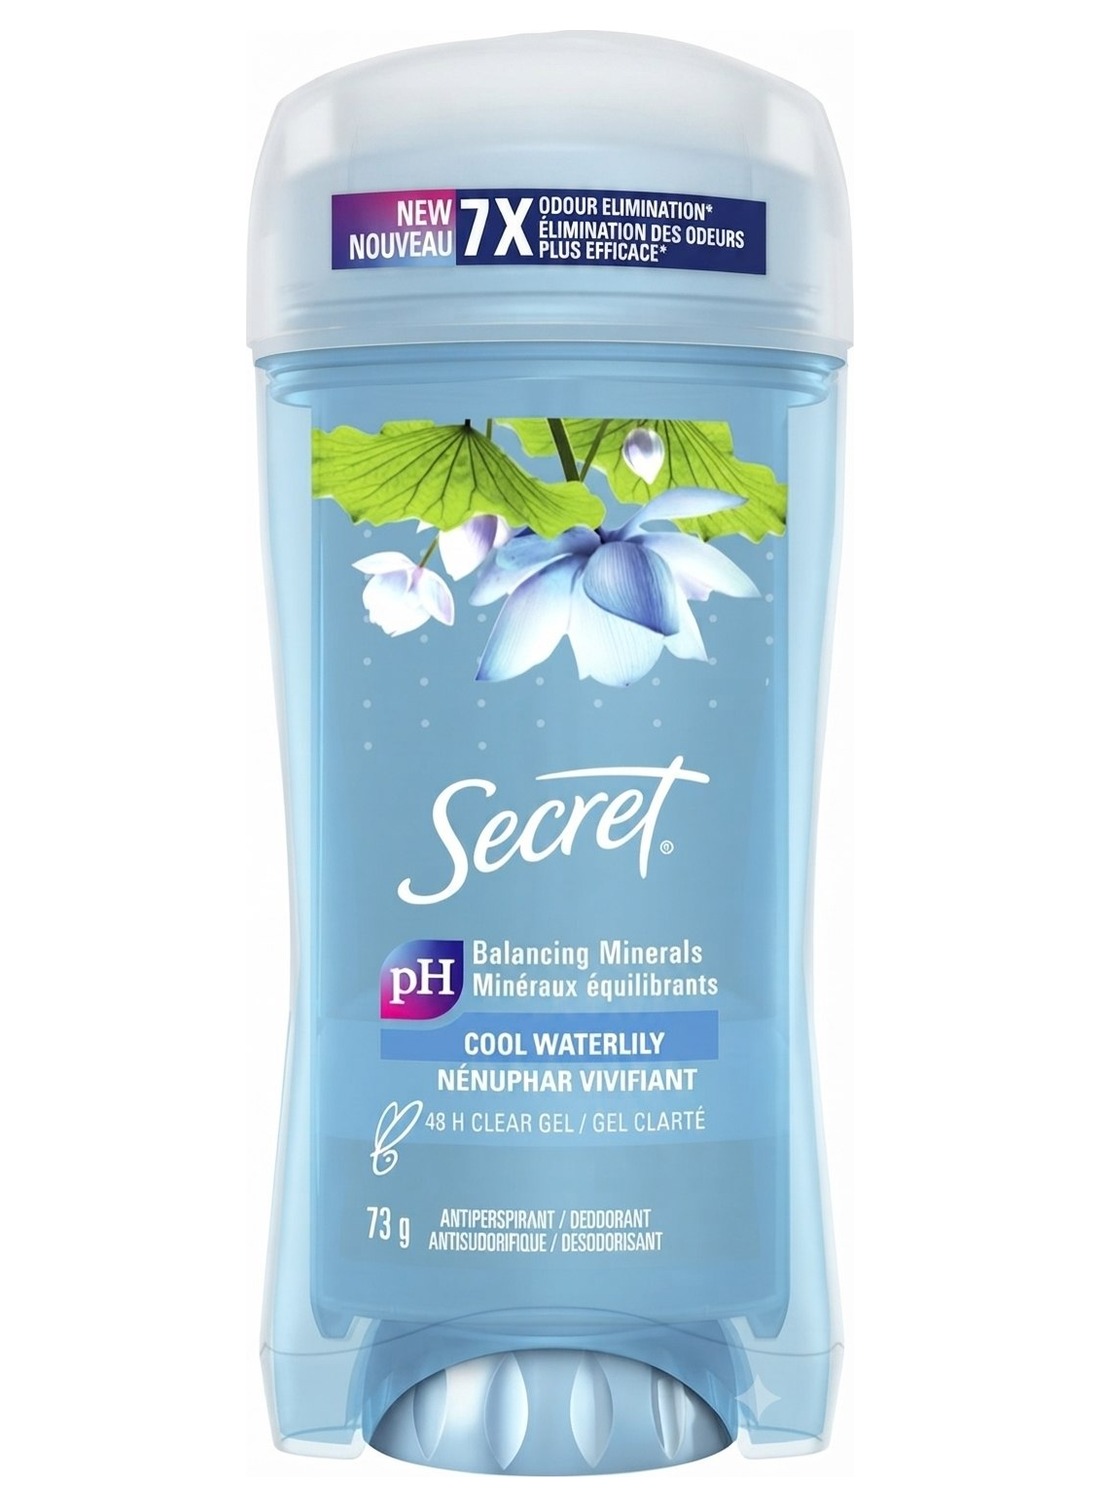 NEW
NOUVEAU
7X
ODOUR ELIMINATION*
ÉLIMINATION DES ODEURS
PLUS EFFICACE*
Secret®
pH
Balancing Minerals
Minéraux équilibrants
COOL WATERLILY
NÉNUPHAR VIVIFIANT
48 H CLEAR GEL / GEL CLARTÉ
73 g
ANTIPERSPIRANT / DEDDORANT
ANTISUDORIFIQUE / DESODORISANT